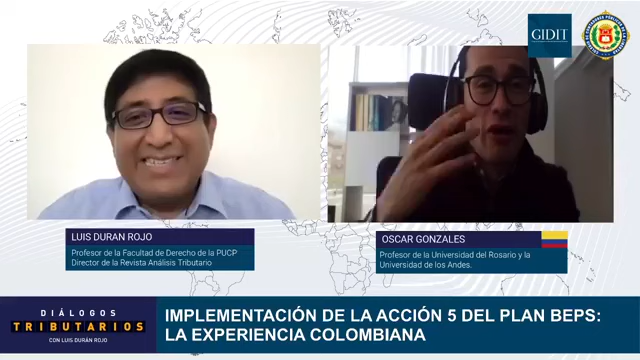 GIDIT
LUIS DURAN ROJO
Profesor de la Facultad de Derecho de la PUCP
Director de la Revista Análisis Tributario
OSCAR GONZALES
Profesor de la Universidad del Rosario y la
Universidad de los Andes.
DIÁLOGOS
TRIBUTARIOS
CON LUIS DURÁN ROJO
IMPLEMENTACIÓN DE LA ACCIÓN 5 DEL PLAN BEPS:
LA EXPERIENCIA COLOMBIANA